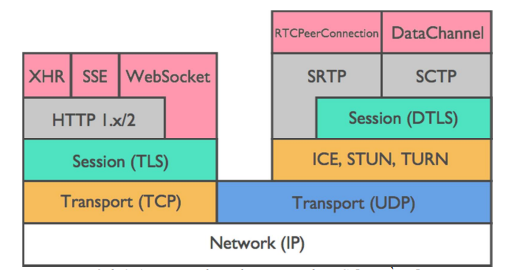 RTCPeerConnection
DataChannel
XHR
SSE
WebSocket
SRTP
SCTP
HTTP 1.x/2
Session (DTLS)
Session (TLS)
ICE, STUN, TURN
Transport (TCP)
Transport (UDP)
Network (IP)